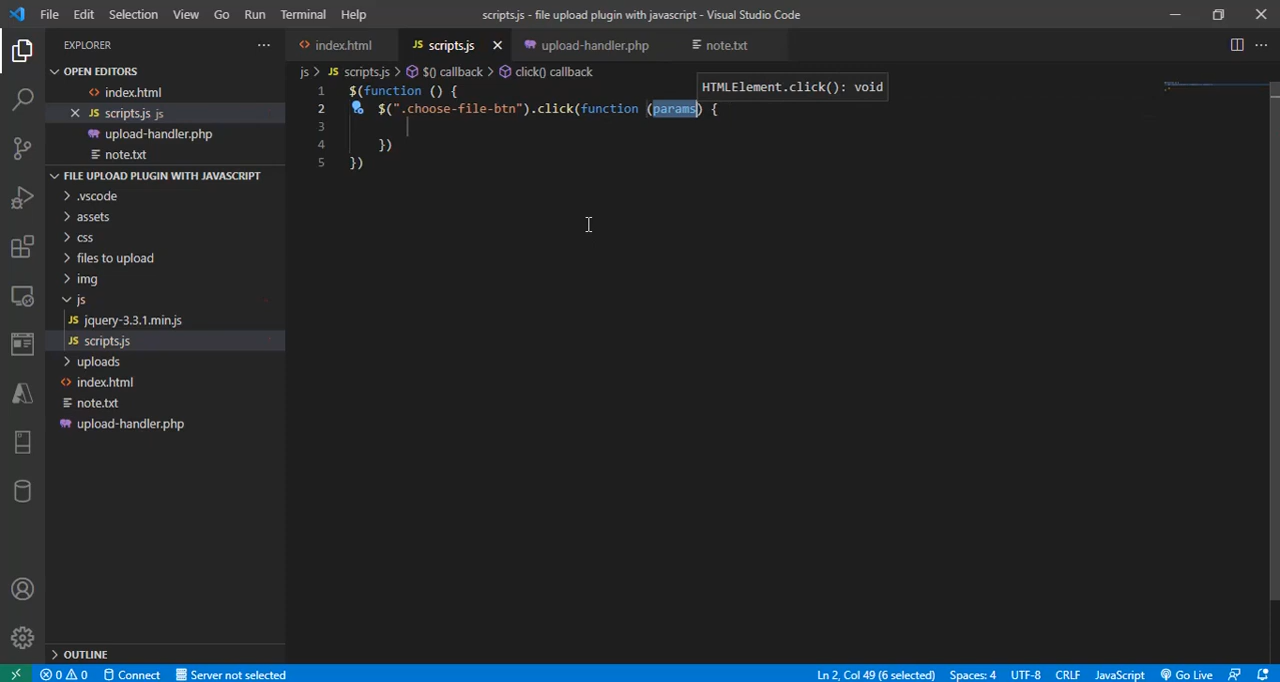 File Edit Selection View Go Run Terminal Help
scripts.js - file upload plugin with javascript - Visual Studio Code
EXPLORER
index.html
JS scripts.js
upload-handler.php
note.txt
OPEN EDITORS
index.html
scripts.js js
upload-handler.php
note.txt
FILE UPLOAD PLUGIN WITH JAVASCRIPT
.vscode
assets
css
files to upload
img
js
JS jquery-3.3.1.min.js
JS scripts.js
uploads
index.html
note.txt
upload-handler.php
OUTLINE
js > JS scripts.js > $() callback > click() callback
HTMLElement.click(): void
1 $(function () {
2 $(".choose-file-btn").click(function (params) {
3
4 })
5 })
0 0 Connect Server not selected
Ln 2, Col 49 (6 selected) Spaces: 4 UTF-8 CRLF JavaScript Go Live